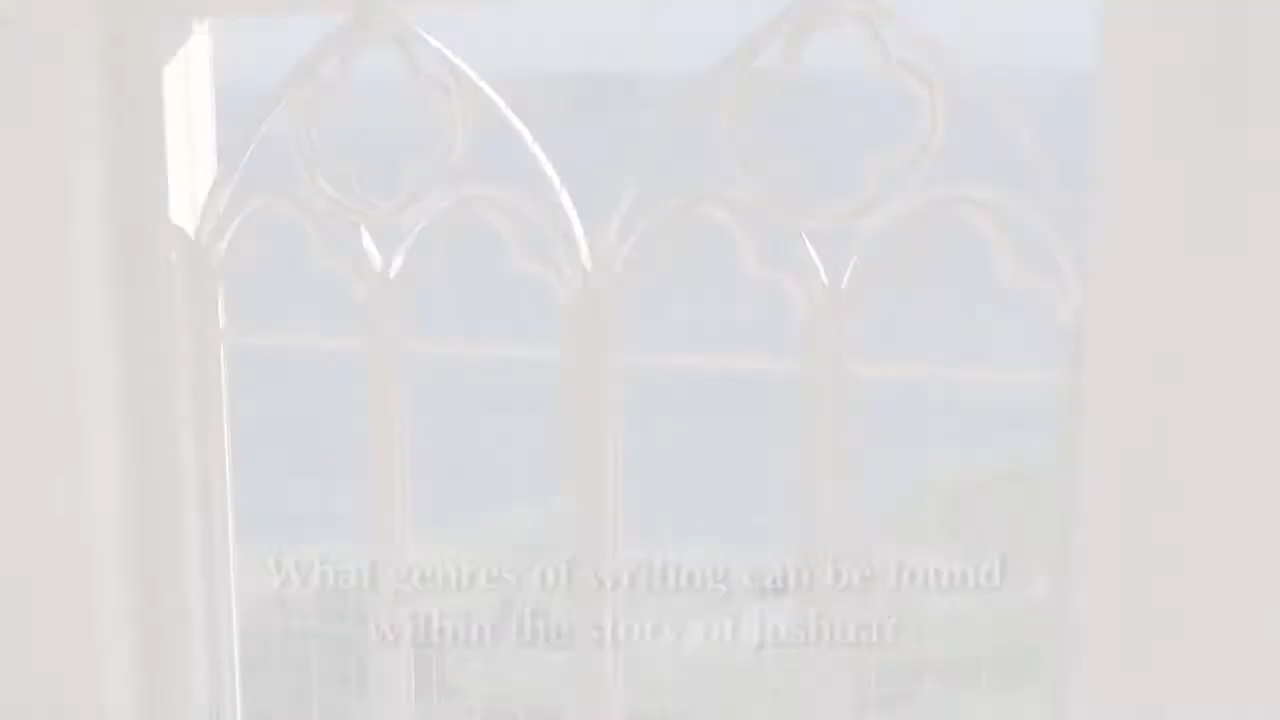 What genres of writing can be found
within the story of Joshua?